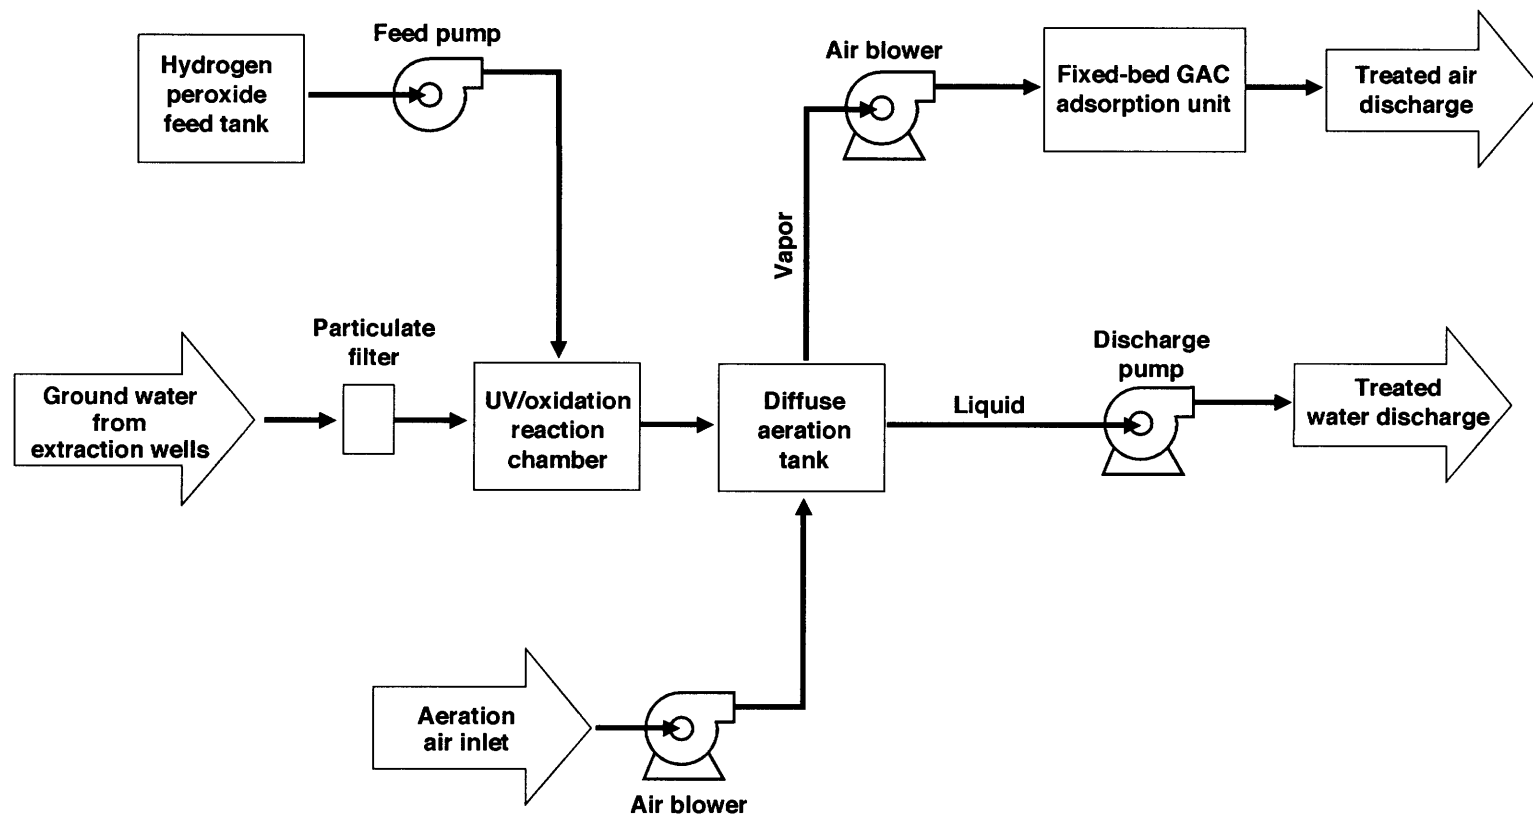 Feed pump
Hydrogen
peroxide
feed tank
Air blower
Fixed-bed GAC
adsorption unit
Treated air
discharge
Vapor
Particulate
filter
Ground water
from
extraction wells
UV/oxidation
reaction
chamber
Diffuse
aeration
tank
Liquid
Discharge
pump
Treated
water discharge
Aeration
air inlet
Air blower